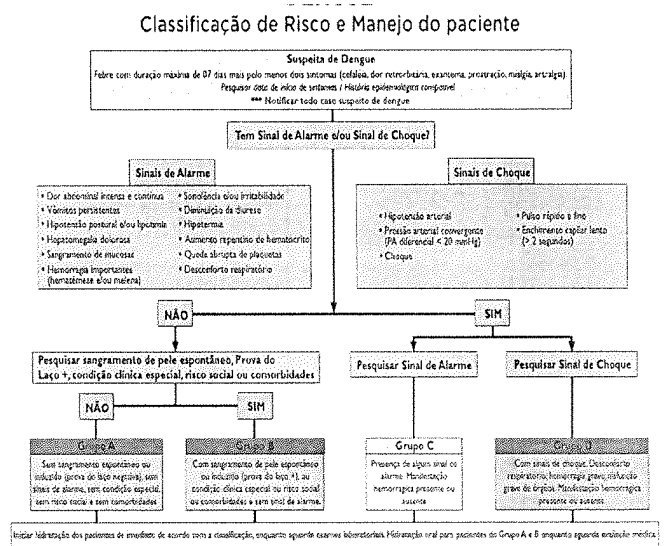 Classificação de Risco e Manejo do paciente
Suspeita de Dengue
Febre com duração máxima de 07 dias mais pelo menos dois sintomas (cefaleia, dor retrorbitária, exantema, prostração, mialgia, artralgia)
Pesquisar data de início de sintomas / História epidemiológica compatível
*** Notificar todo caso suspeito de dengue
Tem Sinal de Alarme e/ou Sinal de Choque?
Sinais de Alarme
• Dor abdominal intensa e contínua
• Vômitos persistentes
• Hipotensão postural e/ou lipotimia
• Hepatomegalia dolorosa
• Sangramento de mucosas
• Hemorragia importantes
(hematêmese e/ou melena)
• Sonolência e/ou irritabilidade
• Diminuição da diurese
• Hipotermia
• Aumento repentino de hematócrito
• Queda abrupta de plaquetas
• Desconforto respiratório
Sinais de Choque
• Hipotensão arterial
• Pressão arterial convergente
(PA diferencial < 20 mmHg)
• Choque
• Pulso rápido e fino
• Enchimento capilar lento
(> 2 segundos)
NÃO
SIM
Pesquisar sangramento de pele espontâneo, Prova do
Laço +, condição clínica especial, risco social ou comorbidades
Pesquisar Sinal de Alarme
Pesquisar Sinal de Choque
NÃO
SIM
Grupo A
Sem sangramento espontâneo ou
induzido (prova do laço negativa), sem
sinais de alarme, sem condição especial,
sem risco social e sem comorbidades
Grupo B
Com sangramento de pele espontâneo
ou induzido (prova do laço +), ou
condição clínica especial ou risco social
ou comorbidades e sem sinal de alarme.
Grupo C
Presença de algum sinal de
alarme. Manifestação
hemorrágica presente ou
ausente
Grupo D
Com sinais de choque. Desconforto
respiratório; hemorragia grave; disfunção
grave de órgãos. Manifestação hemorrágica
presente ou ausente
Iniciar hidratação dos pacientes de imediato de acordo com a classificação, enquanto aguarda exames laboratoriais. Hidratação oral para pacientes do Grupo A e B enquanto aguarda avaliação médica